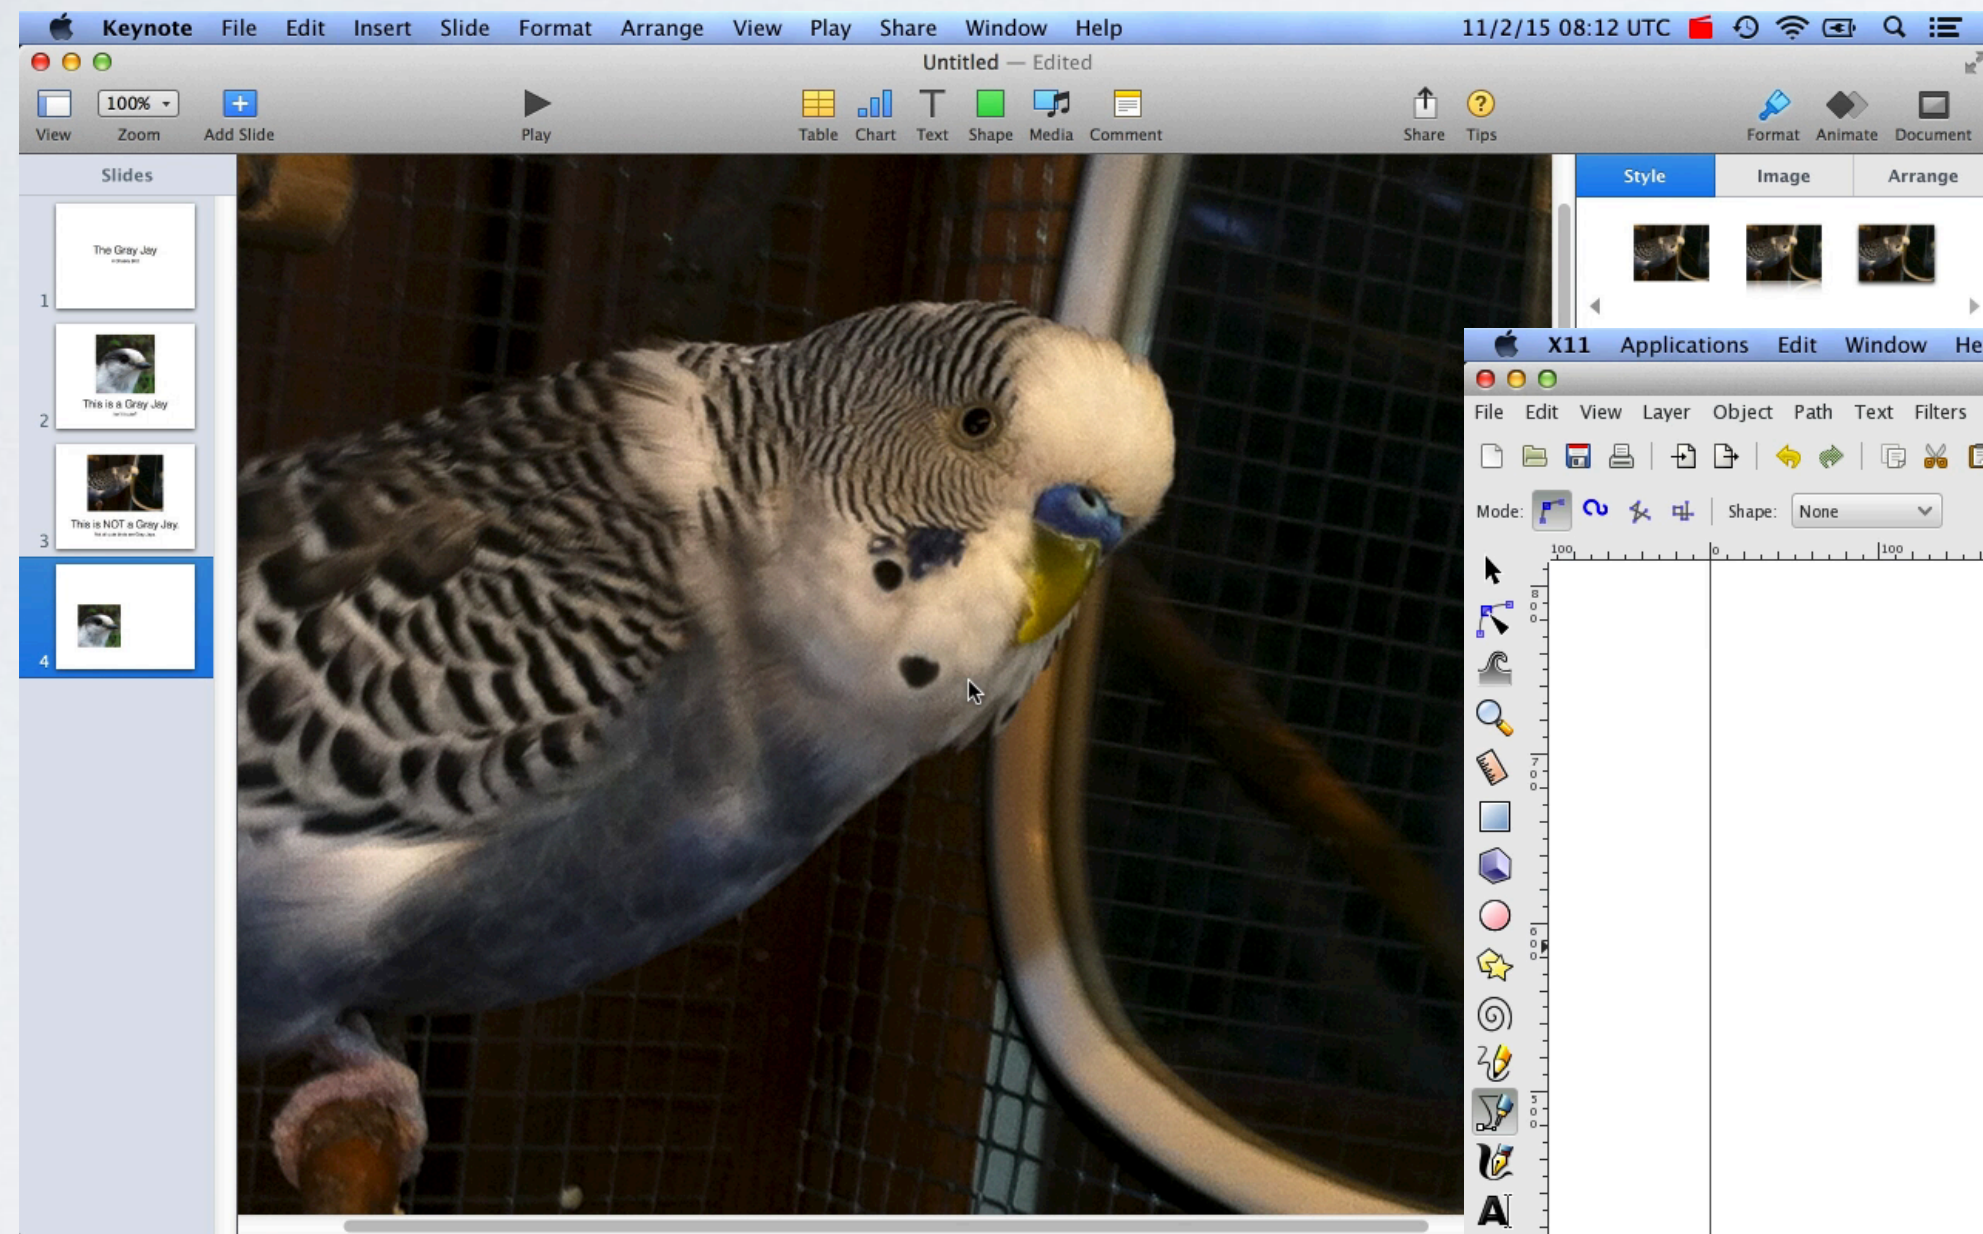 Keynote File Edit Insert Slide Format Arrange View Play Share Window Help 11/2/15 08:12 UTC
Untitled — Edited
100%
View Zoom Add Slide Play Table Chart Text Shape Media Comment Share Tips Format Animate Document
Slides
Style Image Arrange
The Gray Jay
1
This is a Gray Jay
2
This is NOT a Gray Jay.
3
4
X11 Applications Edit Window He
File Edit View Layer Object Path Text Filters
Mode: Shape: None
100 0 100
800
700
600
500